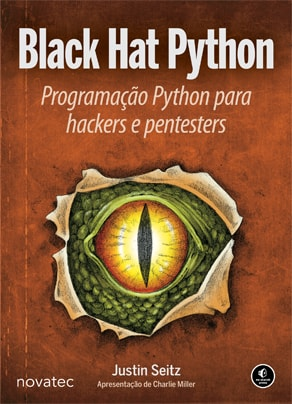 Black Hat Python
Programação Python para
hackers e pentesters
Justin Seitz
Apresentação de Charlie Miller
novatec